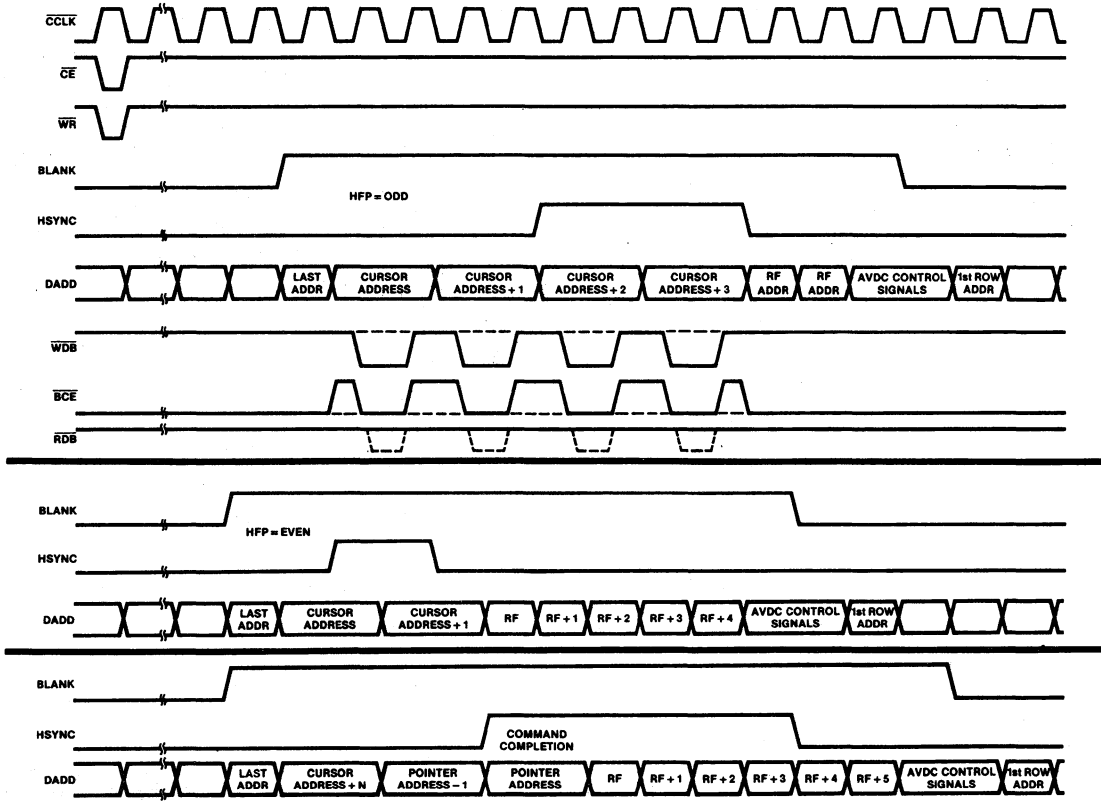 CCLK
CE
WR
BLANK
HFP = ODD
HSYNC
DADD
LAST ADDR
CURSOR ADDRESS
CURSOR ADDRESS + 1
CURSOR ADDRESS + 2
CURSOR ADDRESS + 3
RF ADDR
RF ADDR
AVDC CONTROL SIGNALS
1st ROW ADDR
WDB
BCE
RDB
BLANK
HFP = EVEN
HSYNC
DADD
LAST ADDR
CURSOR ADDRESS
CURSOR ADDRESS + 1
RF
RF + 1
RF + 2
RF + 3
RF + 4
AVDC CONTROL SIGNALS
1st ROW ADDR
BLANK
HSYNC
COMMAND COMPLETION
DADD
LAST ADDR
CURSOR ADDRESS + N
POINTER ADDRESS - 1
POINTER ADDRESS
RF
RF + 1
RF + 2
RF + 3
RF + 4
RF + 5
AVDC CONTROL SIGNALS
1st ROW ADDR